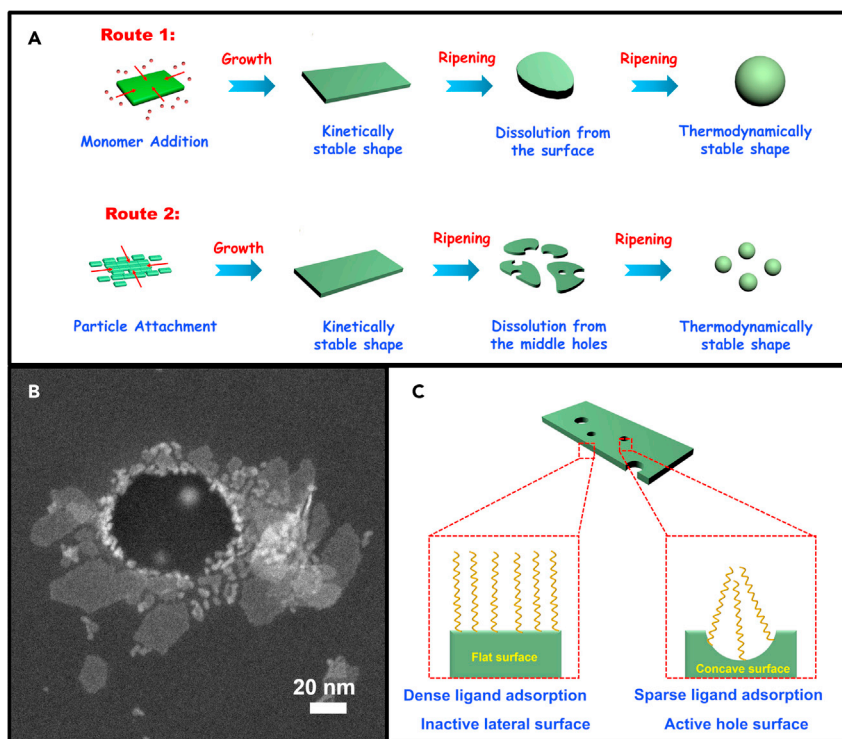 A
Route 1:
Growth
Ripening
Ripening
Monomer Addition
Kinetically
stable shape
Dissolution from
the surface
Thermodynamically
stable shape
Route 2:
Growth
Ripening
Ripening
Particle Attachment
Kinetically
stable shape
Dissolution from
the middle holes
Thermodynamically
stable shape
B
20 nm
C
Flat surface
Concave surface
Dense ligand adsorption
Sparse ligand adsorption
Inactive lateral surface
Active hole surface